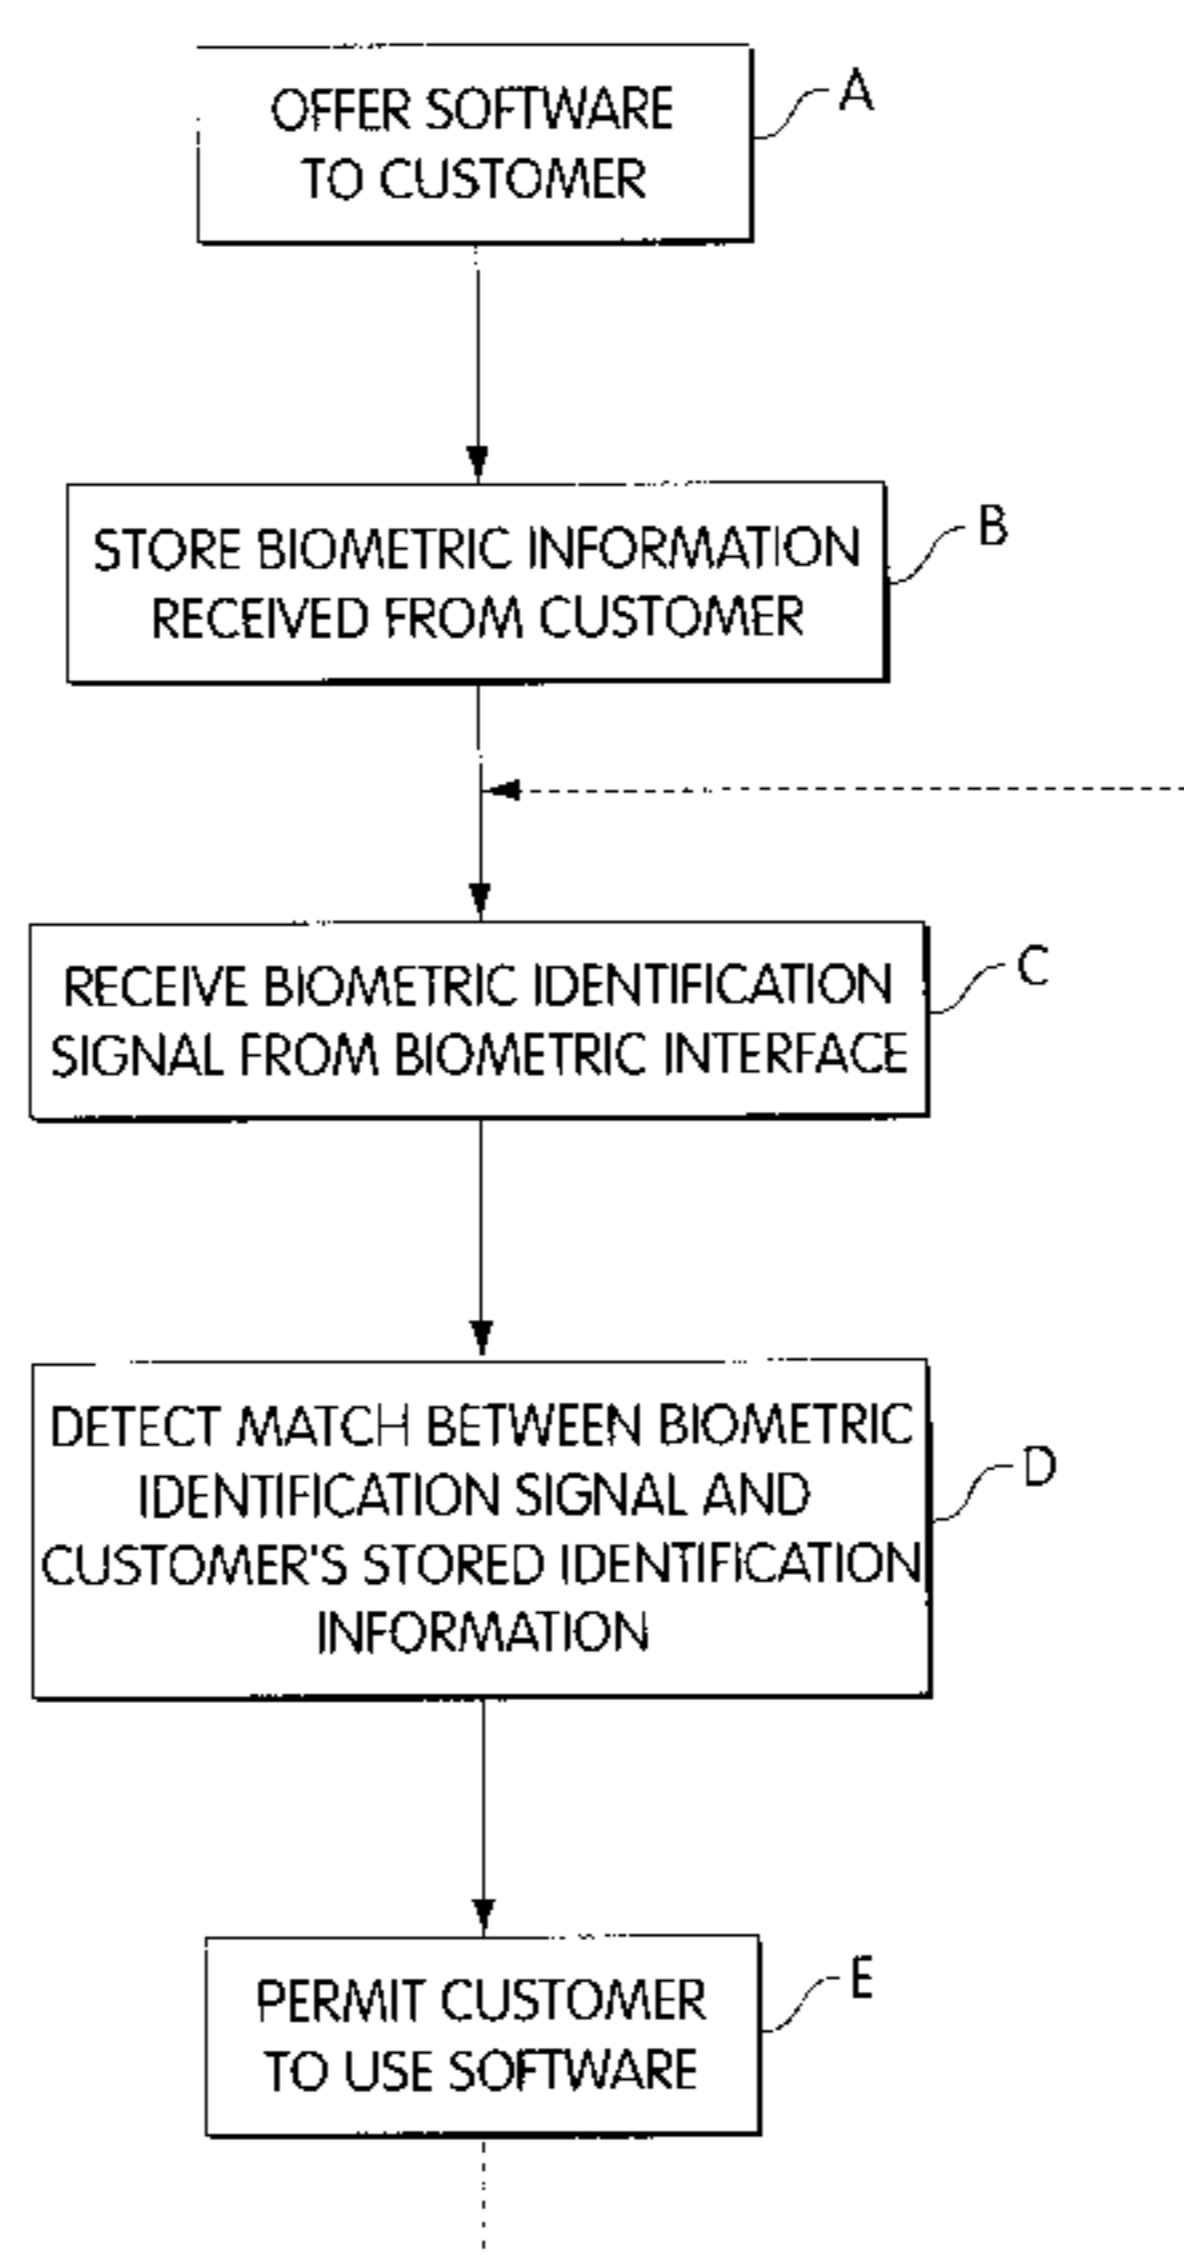 OFFER SOFTWARE
TO CUSTOMER
A
STORE BIOMETRIC INFORMATION
RECEIVED FROM CUSTOMER
B
RECEIVE BIOMETRIC IDENTIFICATION
SIGNAL FROM BIOMETRIC INTERFACE
C
DETECT MATCH BETWEEN BIOMETRIC
IDENTIFICATION SIGNAL AND
CUSTOMER'S STORED IDENTIFICATION
INFORMATION
D
PERMIT CUSTOMER
TO USE SOFTWARE
E